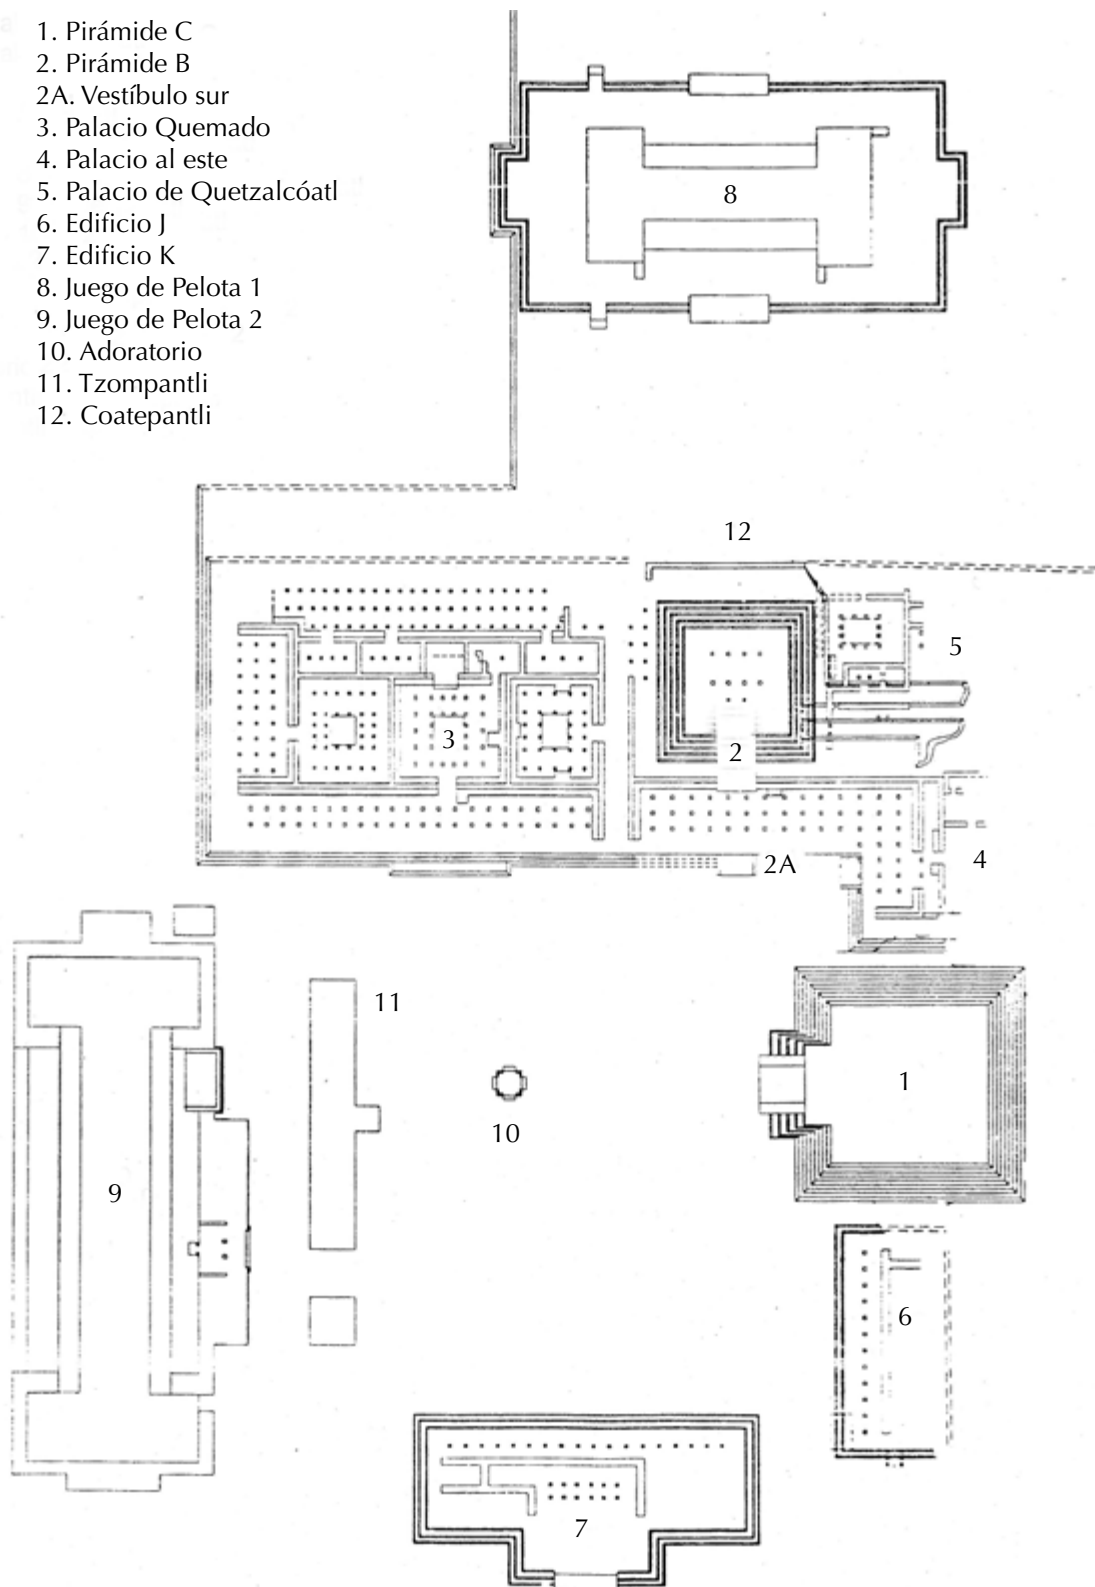 1. Pirámide C
2. Pirámide B
2A. Vestíbulo sur
3. Palacio Quemado
4. Palacio al este
5. Palacio de Quetzalcóatl
6. Edificio J
7. Edificio K
8. Juego de Pelota 1
9. Juego de Pelota 2
10. Adoratorio
11. Tzompantli
12. Coatepantli
8
12
5
3
2
2A
4
11
1
10
9
6
7